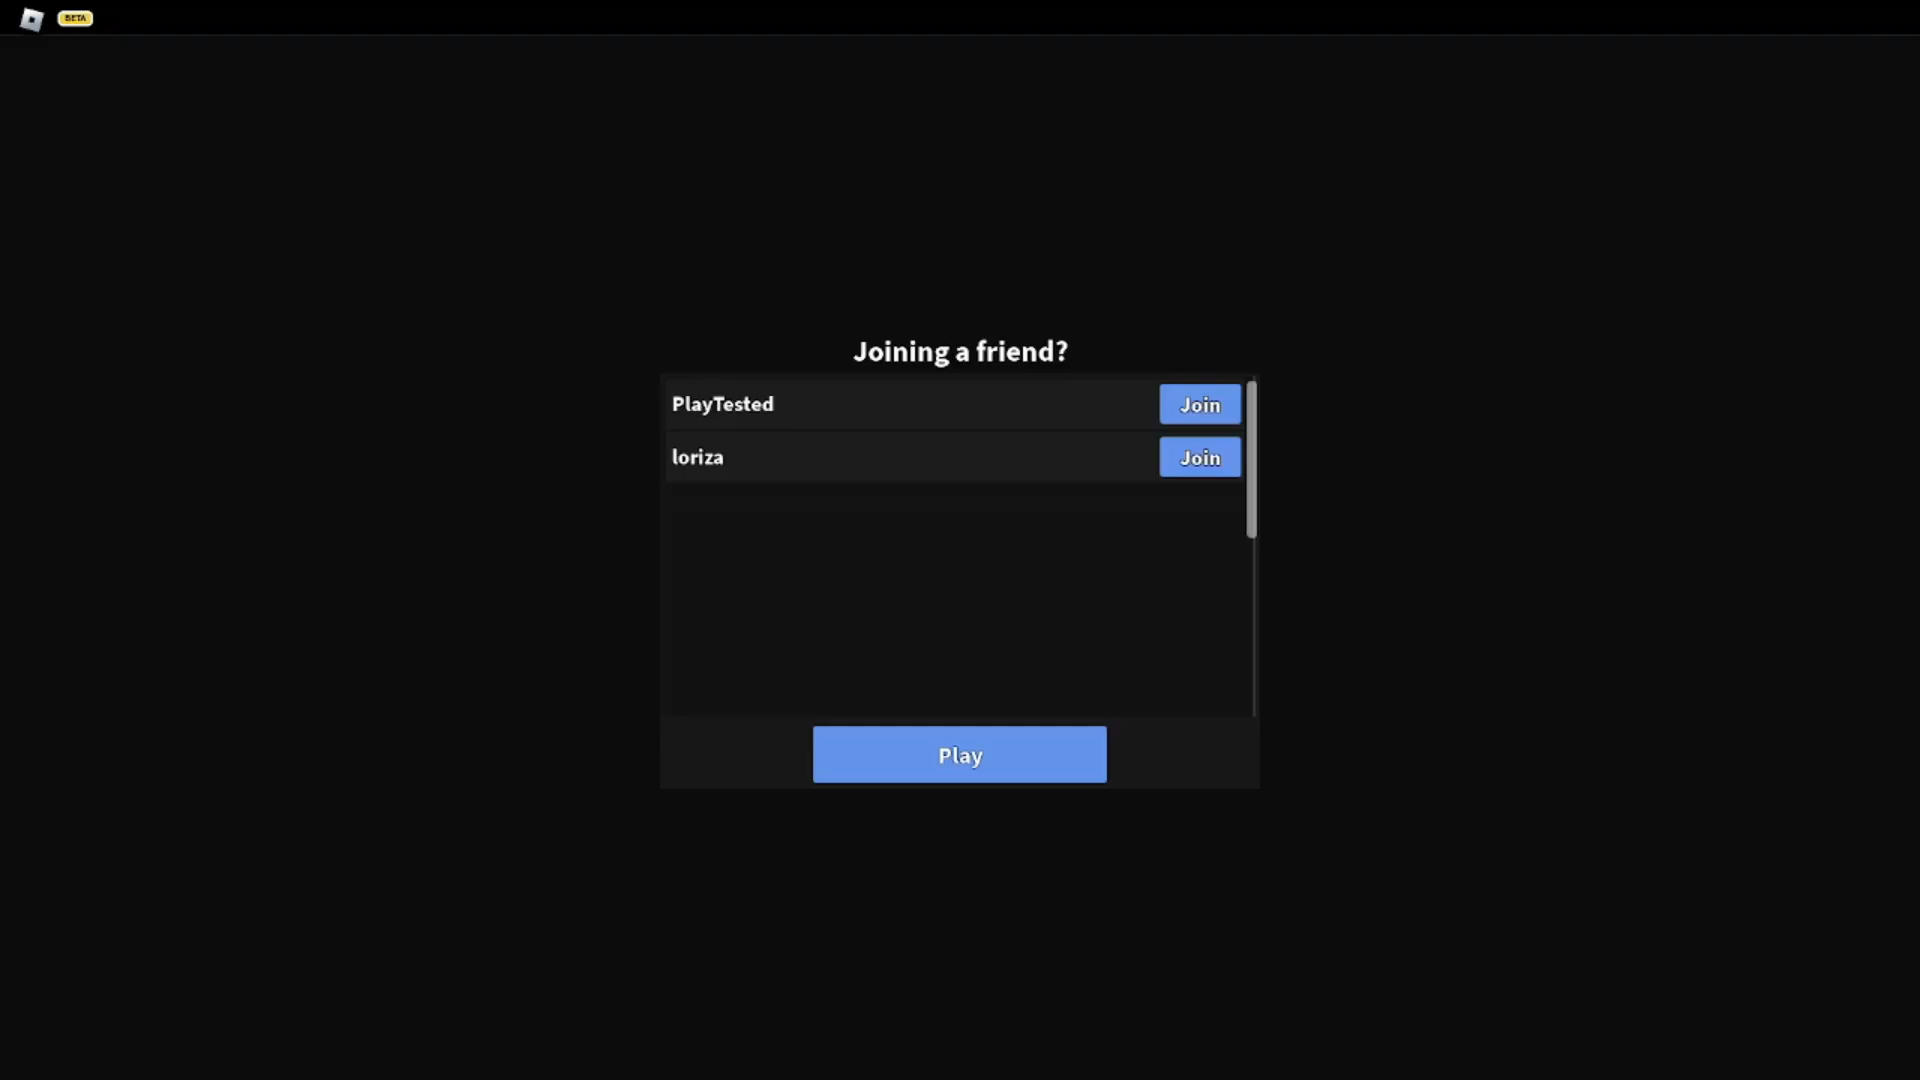 BETA
Joining a friend?
PlayTested
Join
loriza
Join
Play